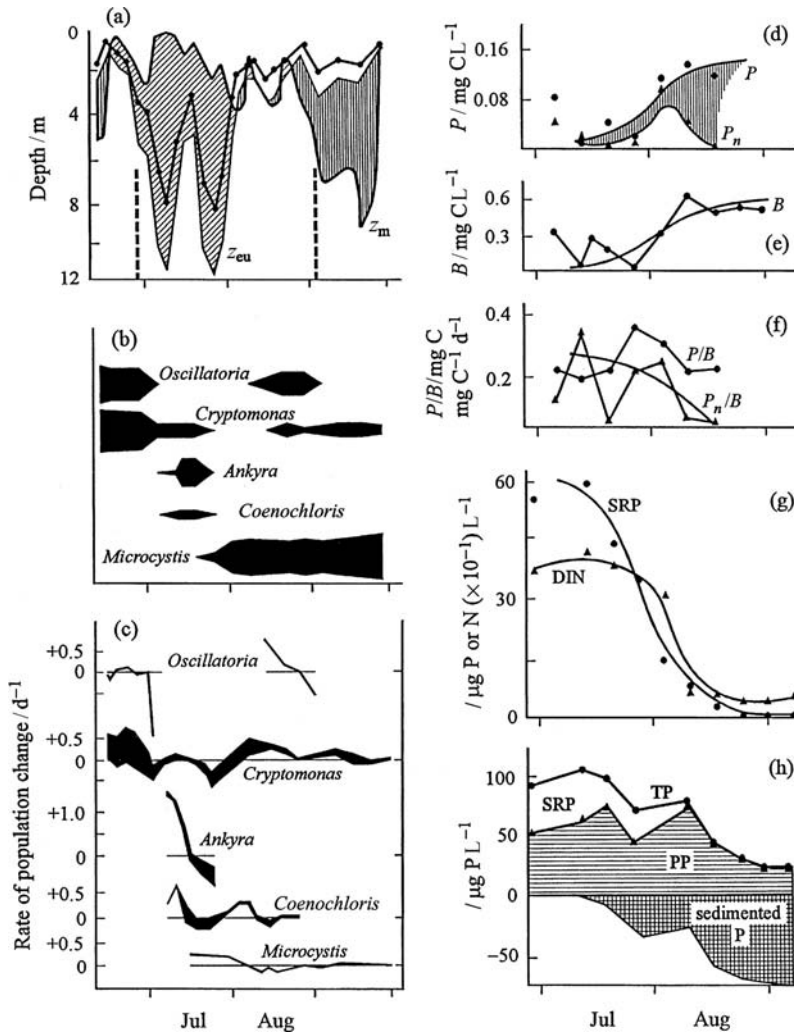 (a)
0
4
8
12
Depth / m
z_eu
z_m
(b)
Oscillatoria
Cryptomonas
Ankyra
Coenochloris
Microcystis
(c)
+0.5
0
Oscillatoria
+0.5
0
Cryptomonas
+1.0
0
Ankyra
+0.5
0
Coenochloris
+0.5
0
Microcystis
Rate of population change / d⁻¹
Jul Aug
(d)
0.16
0.08
P / mg CL⁻¹
P
P_n
0.6
0.3
B / mg CL⁻¹
B
(e)
(f)
0.4
0.2
P/B/mg C
mg C⁻¹ d⁻¹
P/B
P_n/B
(g)
60
30
0
/ μg P or N (×10⁻¹) L⁻¹
SRP
DIN
(h)
100
50
0
−50
/ μg P L⁻¹
TP
SRP
PP
sedimented
P
Jul Aug